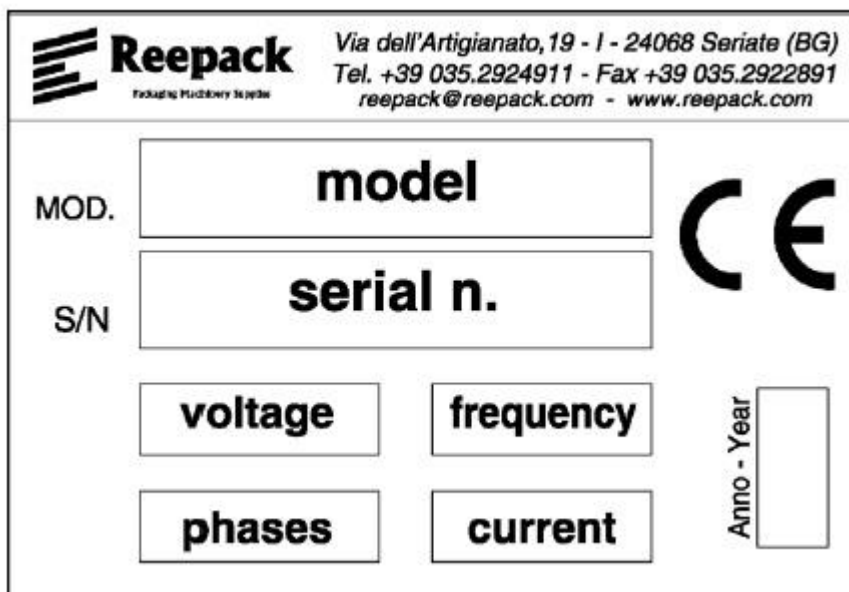 Reepack
Packaging Machinery Supplies
Via dell'Artigianato,19 - I - 24068 Seriate (BG)
Tel. +39 035.2924911 - Fax +39 035.2922891
reepack@reepack.com - www.reepack.com
MOD.
model
CE
S/N
serial n.
voltage
frequency
Anno - Year
phases
current